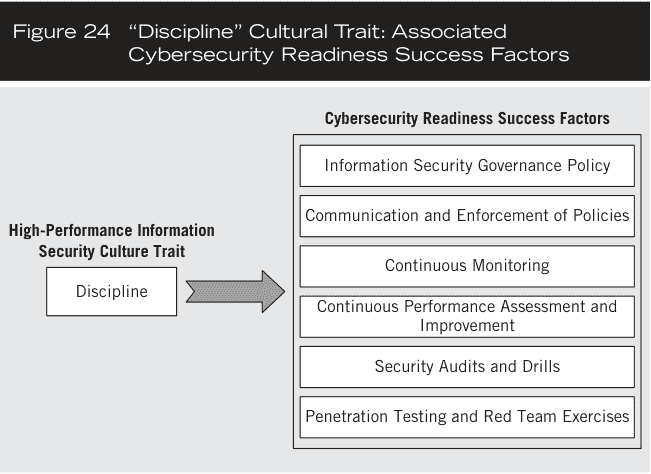 Figure 24 "Discipline" Cultural Trait: Associated
Cybersecurity Readiness Success Factors
Cybersecurity Readiness Success Factors
High-Performance Information
Security Culture Trait
Discipline
Information Security Governance Policy
Communication and Enforcement of Policies
Continuous Monitoring
Continuous Performance Assessment and
Improvement
Security Audits and Drills
Penetration Testing and Red Team Exercises